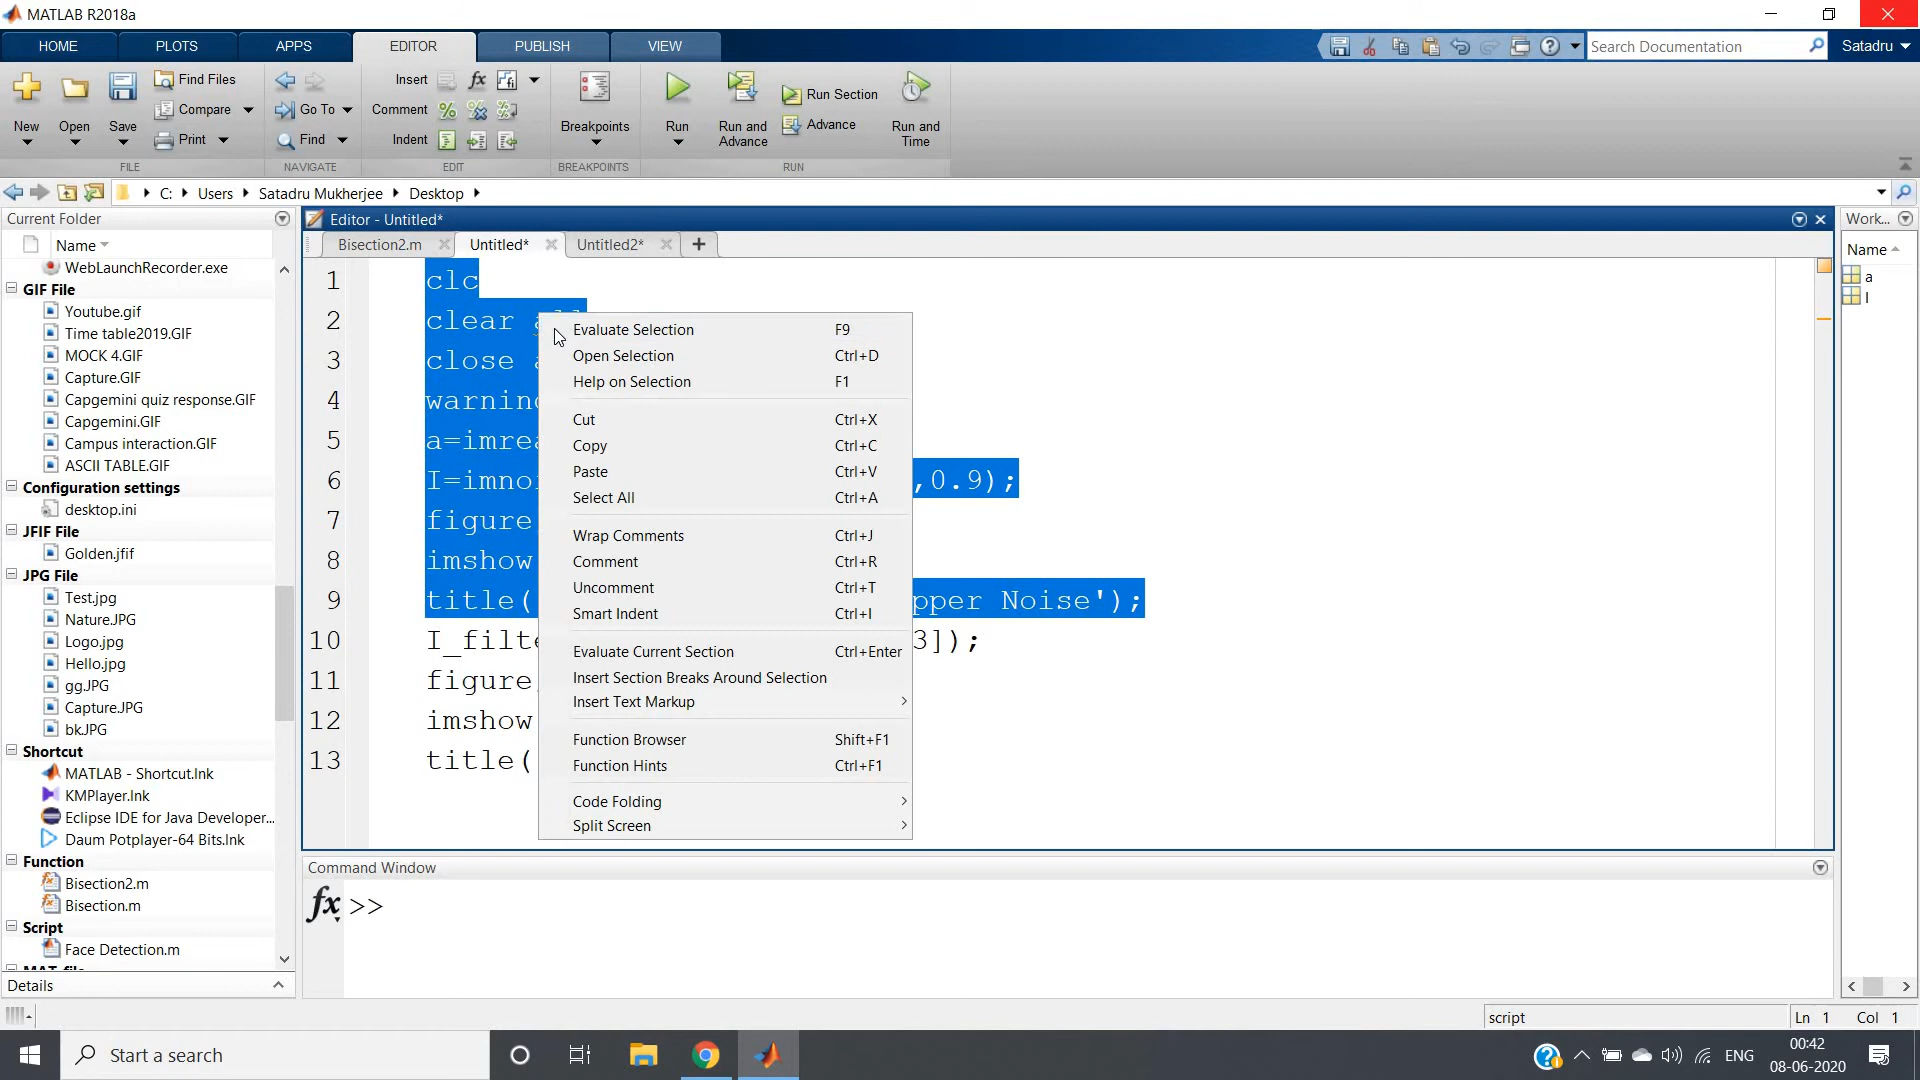 MATLAB R2018a
HOME
PLOTS
APPS
EDITOR
PUBLISH
VIEW
Search Documentation
Satadru
New
Open
Save
Find Files
Compare
Print
FILE
Go To
Find
NAVIGATE
Insert
Comment
Indent
EDIT
Breakpoints
BREAKPOINTS
Run
Run and Advance
Run Section
Advance
Run and Time
RUN
C: Users Satadru Mukherjee Desktop
Current Folder
Name
WebLaunchRecorder.exe
GIF File
Youtube.gif
Time table2019.GIF
MOCK 4.GIF
Capture.GIF
Capgemini quiz response.GIF
Capgemini.GIF
Campus interaction.GIF
ASCII TABLE.GIF
Configuration settings
desktop.ini
JFIF File
Golden.jfif
JPG File
Test.jpg
Nature.JPG
Logo.jpg
Hello.jpg
gg.JPG
Capture.JPG
bk.JPG
Shortcut
MATLAB - Shortcut.lnk
KMPlayer.lnk
Eclipse IDE for Java Developer...
Daum Potplayer-64 Bits.lnk
Function
Bisection2.m
Bisection.m
Script
Face Detection.m
Details
Editor - Untitled*
Bisection2.m
Untitled*
Untitled2*
1 clc
2 clear
3 close
4 warning
5 a=imrea
6 I=imnoi ,0.9);
7 figure
8 imshow
9 title( pper Noise');
10 I_filte 3]);
11 figure
12 imshow
13 title(
Evaluate Selection F9
Open Selection Ctrl+D
Help on Selection F1
Cut Ctrl+X
Copy Ctrl+C
Paste Ctrl+V
Select All Ctrl+A
Wrap Comments Ctrl+J
Comment Ctrl+R
Uncomment Ctrl+T
Smart Indent Ctrl+I
Evaluate Current Section Ctrl+Enter
Insert Section Breaks Around Selection
Insert Text Markup
Function Browser Shift+F1
Function Hints Ctrl+F1
Code Folding
Split Screen
Command Window
fx >>
Work...
Name
a
I
script
Ln 1 Col 1
Start a search
ENG
00:42
08-06-2020